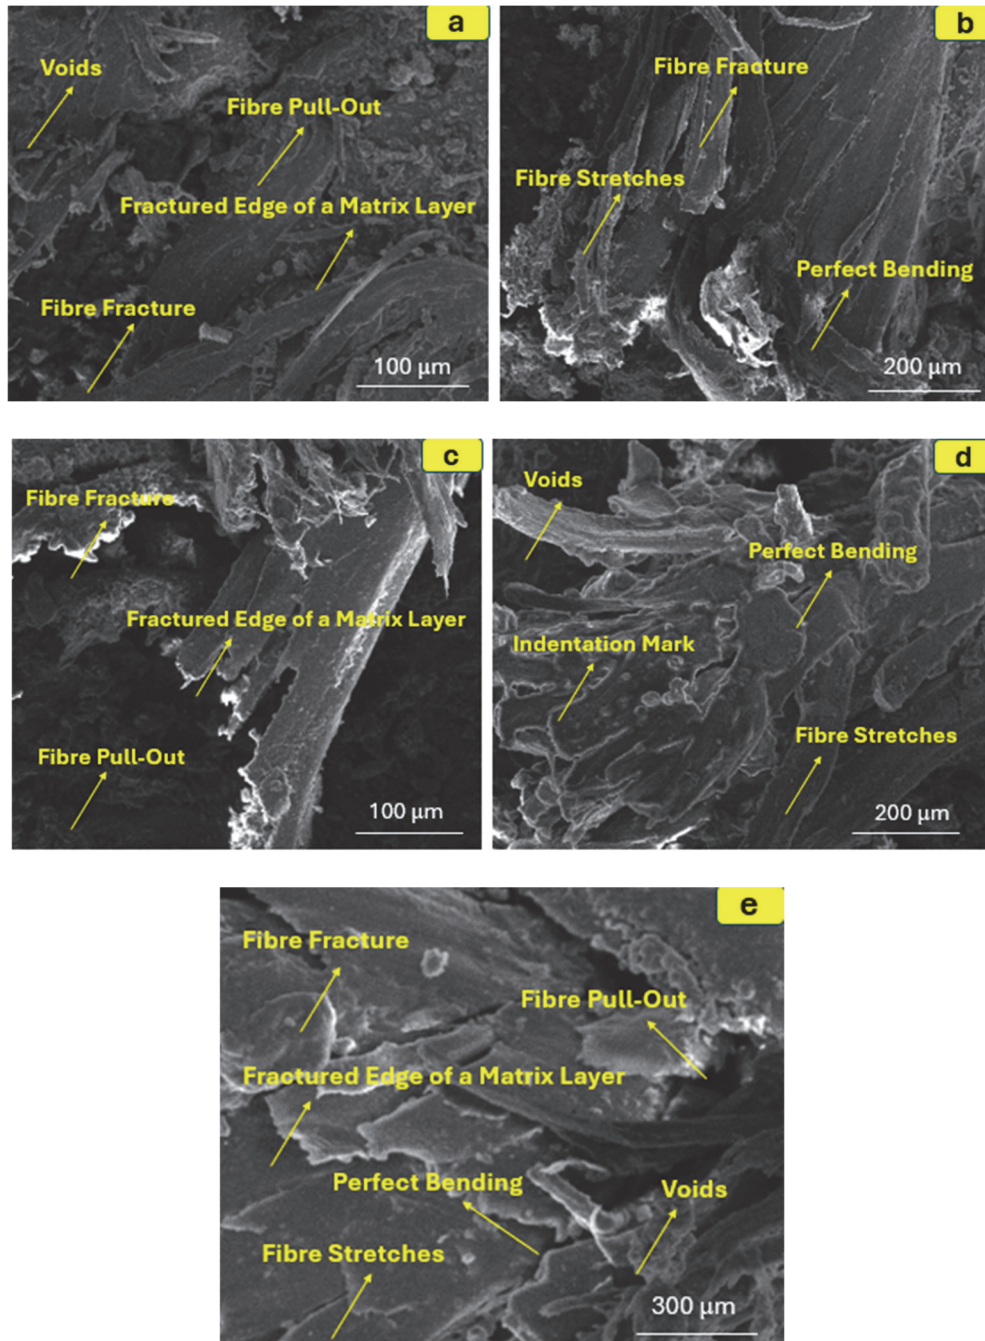 a
Voids
Fibre Pull-Out
Fractured Edge of a Matrix Layer
Fibre Fracture
100 µm
b
Fibre Fracture
Fibre Stretches
Perfect Bending
200 µm
c
Fibre Fracture
Fractured Edge of a Matrix Layer
Fibre Pull-Out
100 µm
d
Voids
Perfect Bending
Indentation Mark
Fibre Stretches
200 µm
e
Fibre Fracture
Fibre Pull-Out
Fractured Edge of a Matrix Layer
Perfect Bending
Voids
Fibre Stretches
300 µm